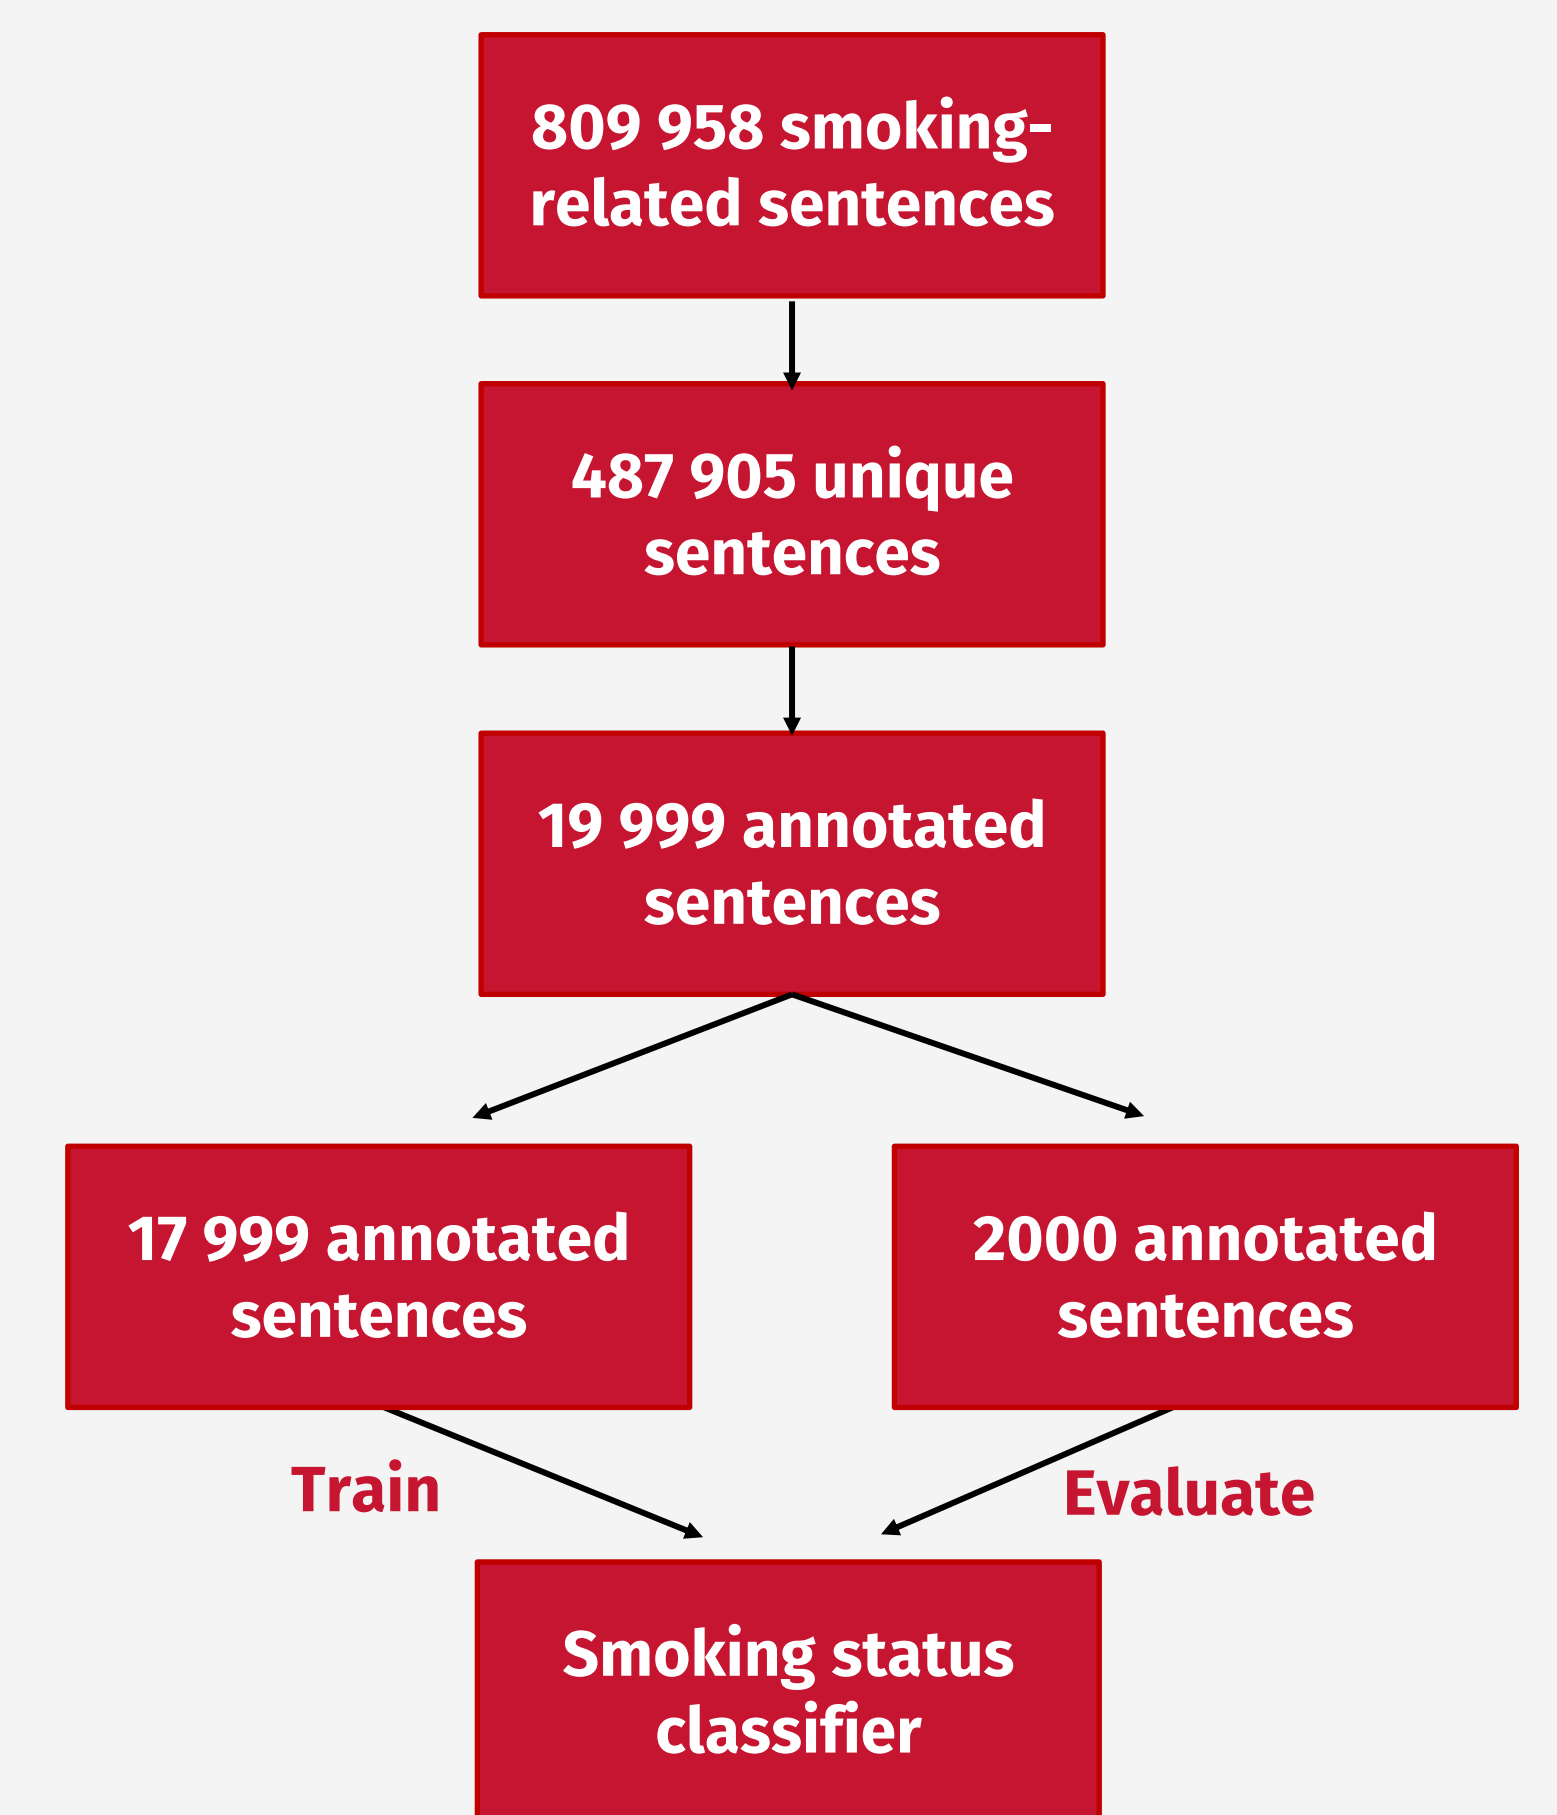 809 958 smoking-
related sentences
487 905 unique
sentences
19 999 annotated
sentences
17 999 annotated
sentences
2000 annotated
sentences
Train
Evaluate
Smoking status
classifier